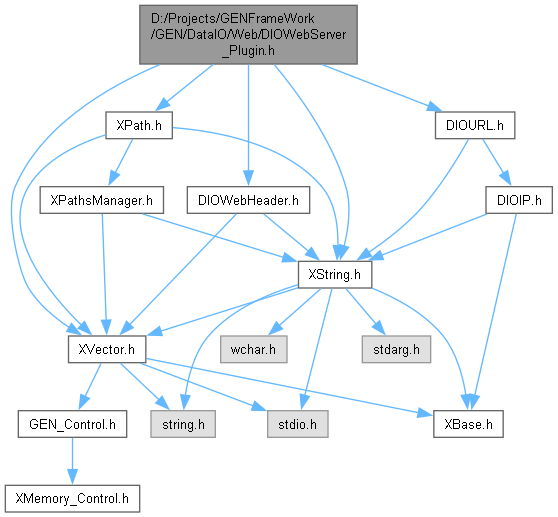 D:/Projects/GENFrameWork
/GEN/DataIO/Web/DIOWebServer
_Plugin.h
XPath.h
DIOURL.h
XPathsManager.h
DIOWebHeader.h
DIOIP.h
XString.h
XVector.h
wchar.h
stdarg.h
GEN_Control.h
string.h
stdio.h
XBase.h
XMemory_Control.h